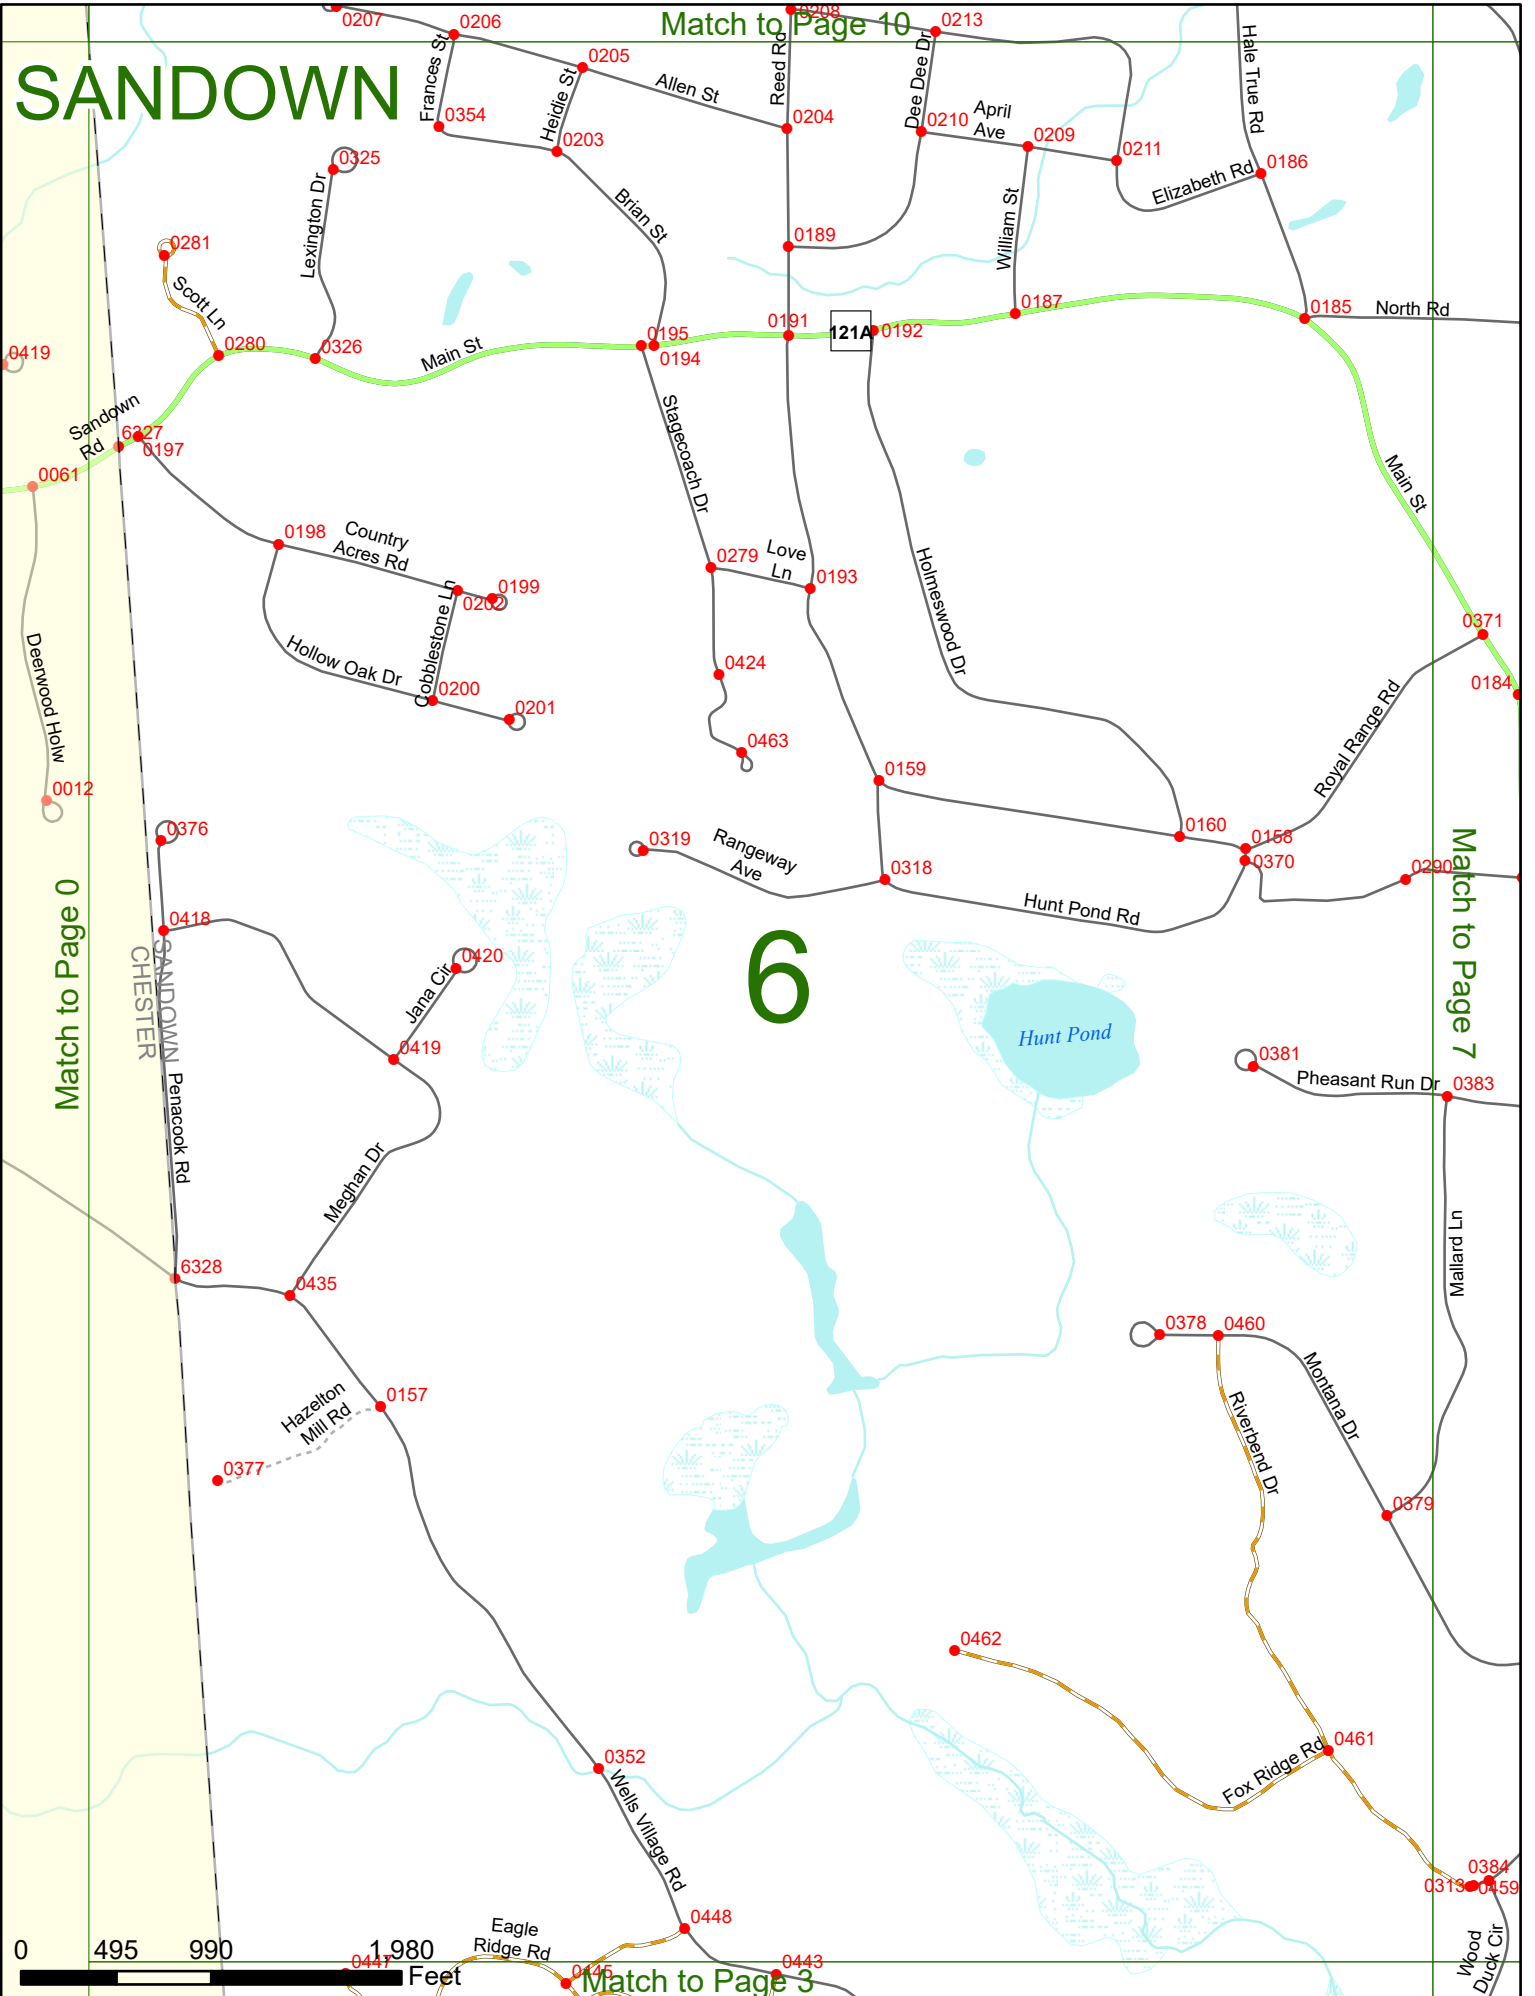 0207
0206
Match to Page 10
0208
0213
SANDOWN
Frances St
Heidie St
0205
Allen St
Reed Rd
Dee Dee Dr
Hale True Rd
0354
0203
0204
0210
April
Ave
0209
0211
0186
Elizabeth Rd
0325
Lexington Dr
Brian St
William St
0281
Scott Ln
0189
0280
0326
Main St
0195
0194
0191
121A
0192
0187
0185
North Rd
0419
Sandown
Rd
6327
0197
0061
Stagecoach Dr
Main St
0198
Country
Acres Rd
0199
0202
Cobblestone Ln
0279
Love
Ln
0193
Holmeswood Dr
0371
0184
Deerwood Holw
Hollow Oak Dr
0200
0201
0424
0463
Royal Range Rd
0012
0159
0376
0319
Rangeway
Ave
0318
0160
0158
0370
0290
Hunt Pond Rd
Match to Page 0
Match to Page 7
0418
SANDOWN
CHESTER
Jana Cir
0420
6
Hunt Pond
0419
0381
Pheasant Run Dr
0383
Penacook Rd
Meghan Dr
Mallard Ln
6328
0435
0378
0460
Montana Dr
Riverbend Dr
Hazelton
Mill Rd
0157
0377
0379
0462
0352
0461
Fox Ridge Rd
Wells Village Rd
0384
0313
0459
0448
Eagle
Ridge Rd
Wood
Duck Cir
0
495
990
1,980
Feet
0447
0445
Match to Page 3
0443